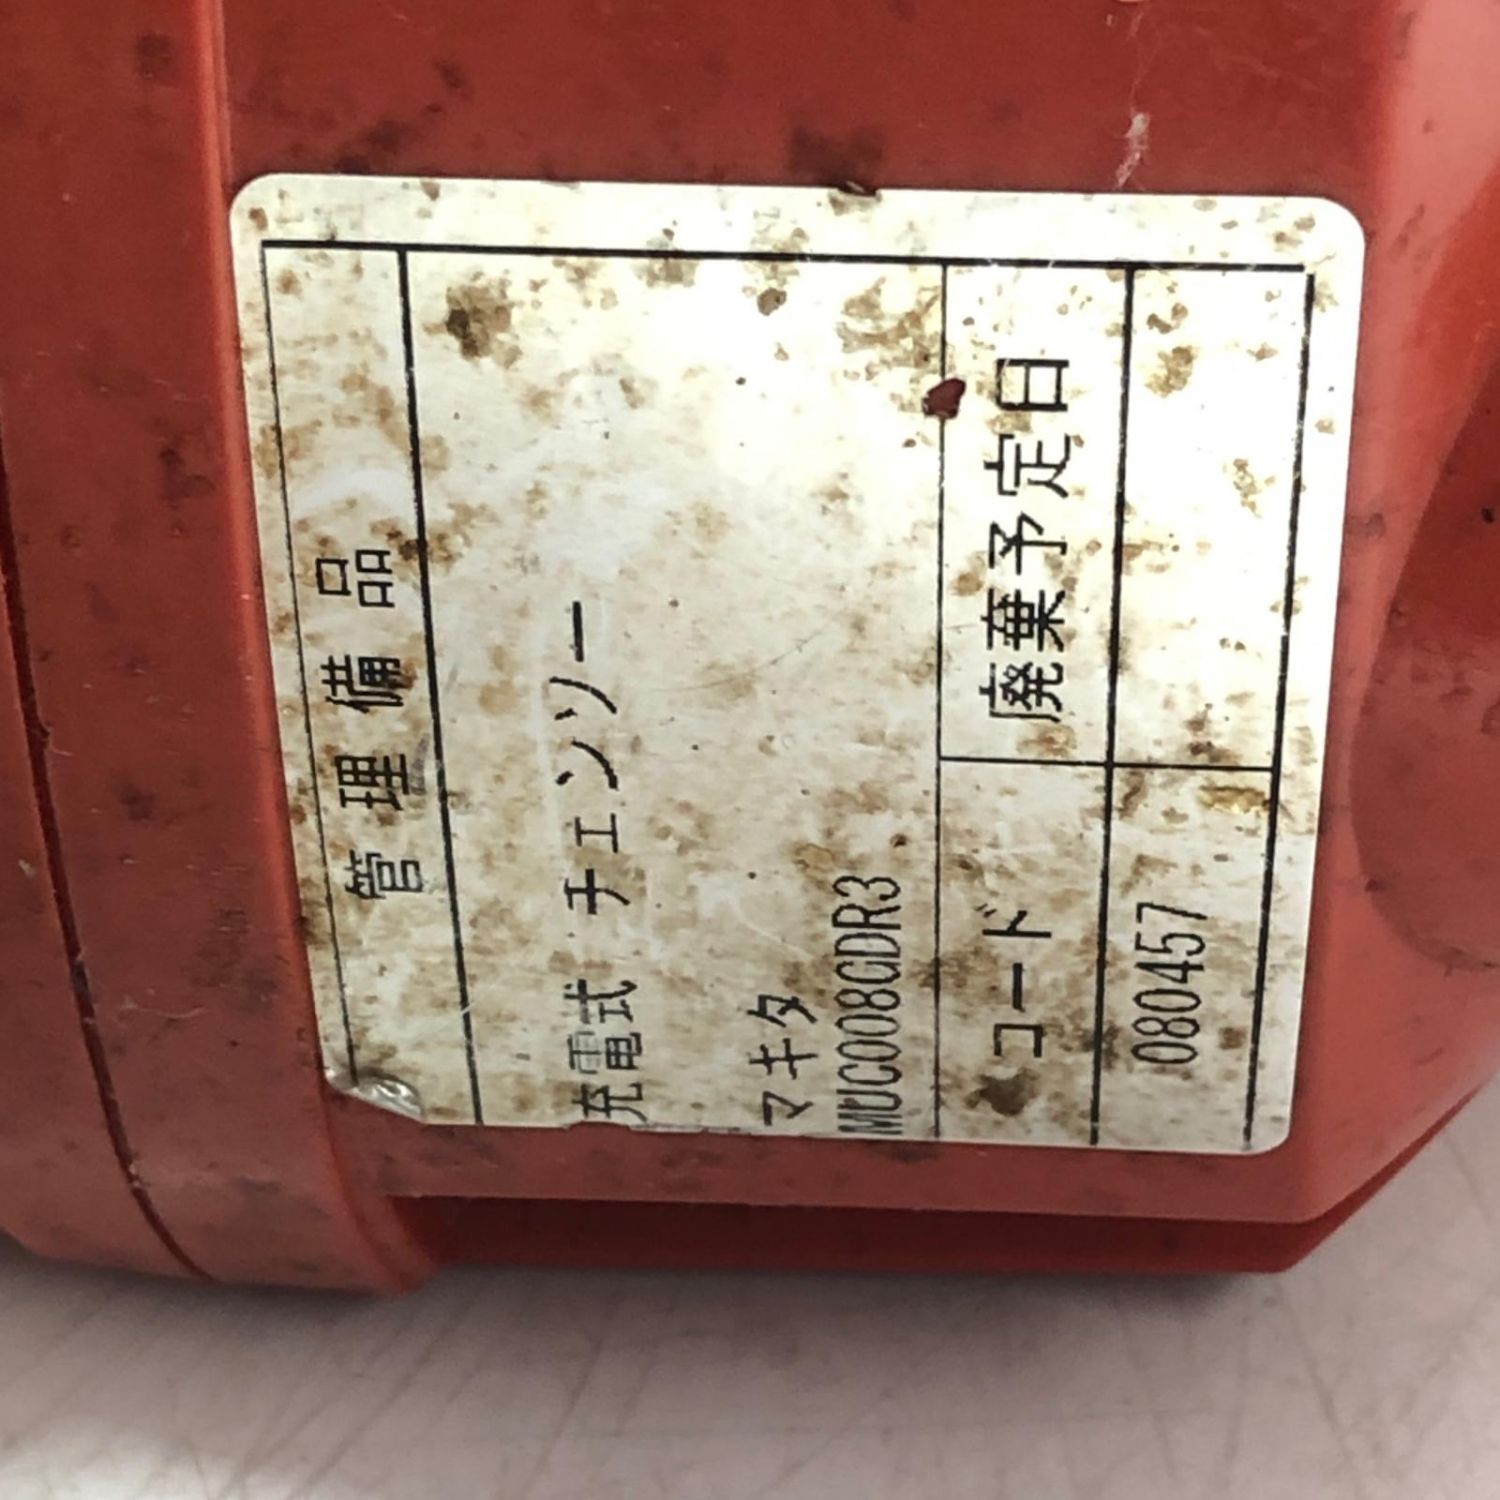 管理備品
充電式 チェンソー
マキタ
MUC008GDR3
コード 廃棄予定日
080457